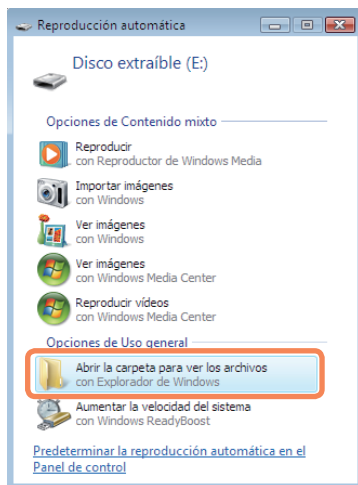 Reproducción automática
Disco extraíble (E:)
Opciones de Contenido mixto
Reproducir
con Reproductor de Windows Media
Importar imágenes
con Windows
Ver imágenes
con Windows
Ver imágenes
con Windows Media Center
Reproducir vídeos
con Windows Media Center
Opciones de Uso general
Abrir la carpeta para ver los archivos
con Explorador de Windows
Aumentar la velocidad del sistema
con Windows ReadyBoost
Predeterminar la reproducción automática en el
Panel de control